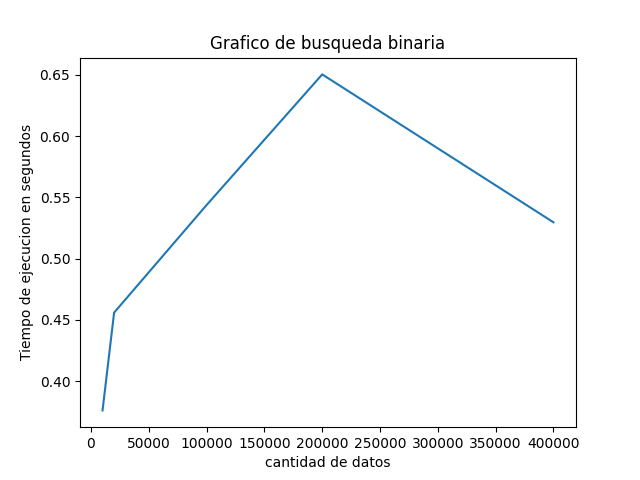 Grafico de busqueda binaria
Tiempo de ejecucion en segundos
0.65
0.60
0.55
0.50
0.45
0.40
0 50000 100000 150000 200000 250000 300000 350000 400000
cantidad de datos